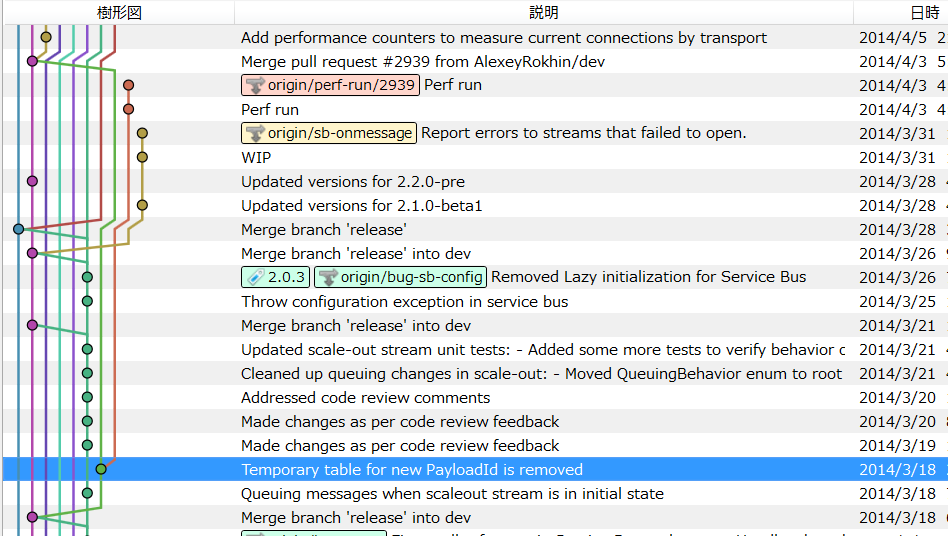 樹形図 説明 日時
Add performance counters to measure current connections by transport 2014/4/5 2
Merge pull request #2939 from AlexeyRokhin/dev 2014/4/3 5
origin/perf-run/2939 Perf run 2014/4/3 4
Perf run 2014/4/3 4
origin/sb-onmessage Report errors to streams that failed to open. 2014/3/31
WIP 2014/3/31
Updated versions for 2.2.0-pre 2014/3/28
Updated versions for 2.1.0-beta1 2014/3/28
Merge branch 'release' 2014/3/28
Merge branch 'release' into dev 2014/3/26
2.0.3 origin/bug-sb-config Removed Lazy initialization for Service Bus 2014/3/26
Throw configuration exception in service bus 2014/3/25
Merge branch 'release' into dev 2014/3/21
Updated scale-out stream unit tests: - Added some more tests to verify behavior 2014/3/21
Cleaned up queuing changes in scale-out: - Moved QueuingBehavior enum to root 2014/3/21
Addressed code review comments 2014/3/20
Made changes as per code review feedback 2014/3/20
Made changes as per code review feedback 2014/3/19
Temporary table for new PayloadId is removed 2014/3/18
Queuing messages when scaleout stream is in initial state 2014/3/18
Merge branch 'release' into dev 2014/3/18